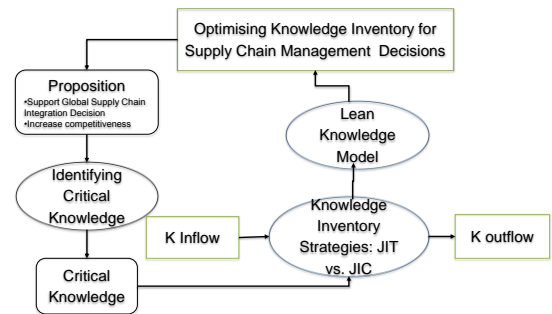 Optimising Knowledge Inventory for
Supply Chain Management Decisions
Proposition
•Support Global Supply Chain
Integration Decision
•Increase competitiveness
Lean
Knowledge
Model
Identifying
Critical
Knowledge
K Inflow
Knowledge
Inventory
Strategies: JIT
vs. JIC
K outflow
Critical
Knowledge